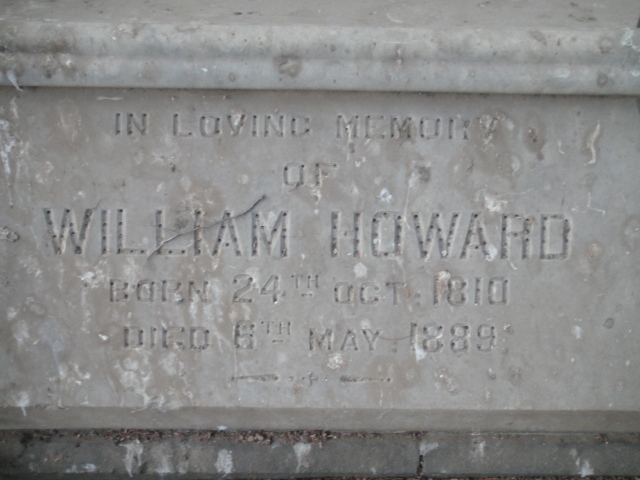 IN LOVING MEMORY
OF
WILLIAM HOWARD
BORN 24TH OCT. 1810
DIED 6TH MAY. 1889.